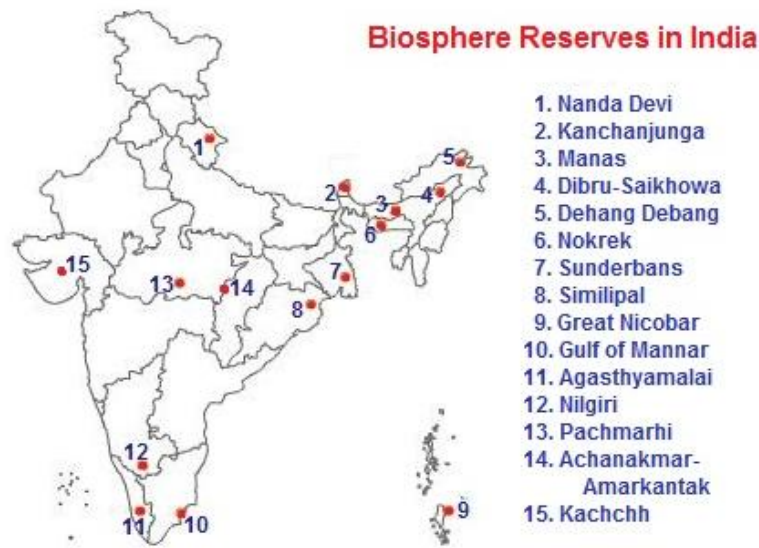 Biosphere Reserves in India
1. Nanda Devi
2. Kanchanjunga
3. Manas
4. Dibru-Saikhowa
5. Dehang Debang
6. Nokrek
7. Sunderbans
8. Similipal
9. Great Nicobar
10. Gulf of Mannar
11. Agasthyamalai
12. Nilgiri
13. Pachmarhi
14. Achanakmar-
Amarkantak
15. Kachchh
1
2
5
4
3
6
15
13
14
7
8
12
11
10
9